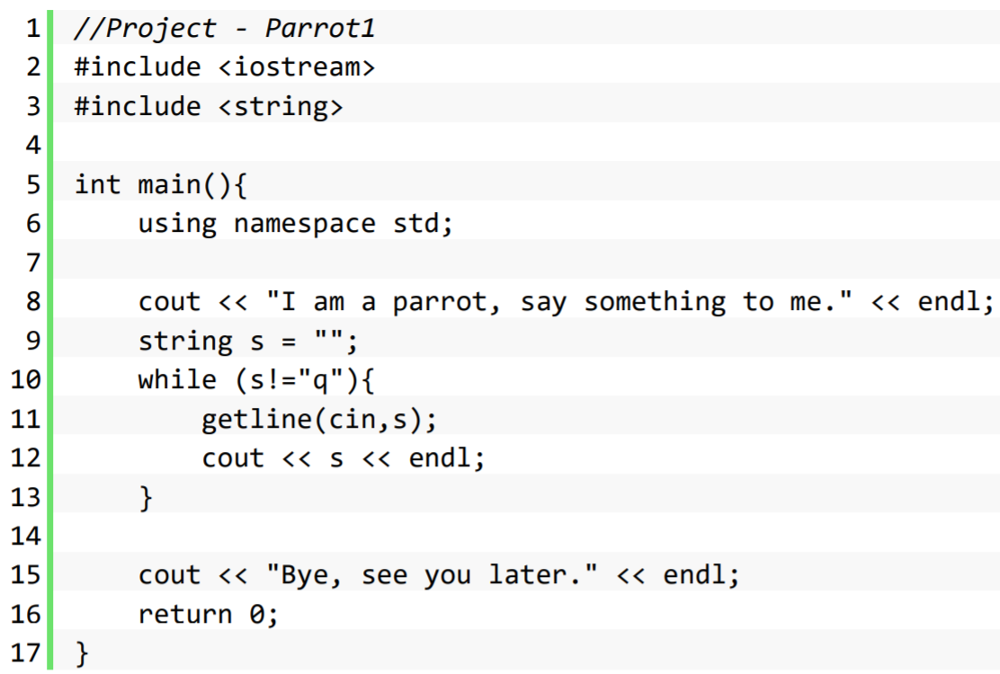 1 //Project - Parrot1
2 #include <iostream>
3 #include <string>
4
5 int main(){
6     using namespace std;
7
8     cout << "I am a parrot, say something to me." << endl;
9     string s = "";
10     while (s!="q"){
11         getline(cin,s);
12         cout << s << endl;
13     }
14
15     cout << "Bye, see you later." << endl;
16     return 0;
17 }